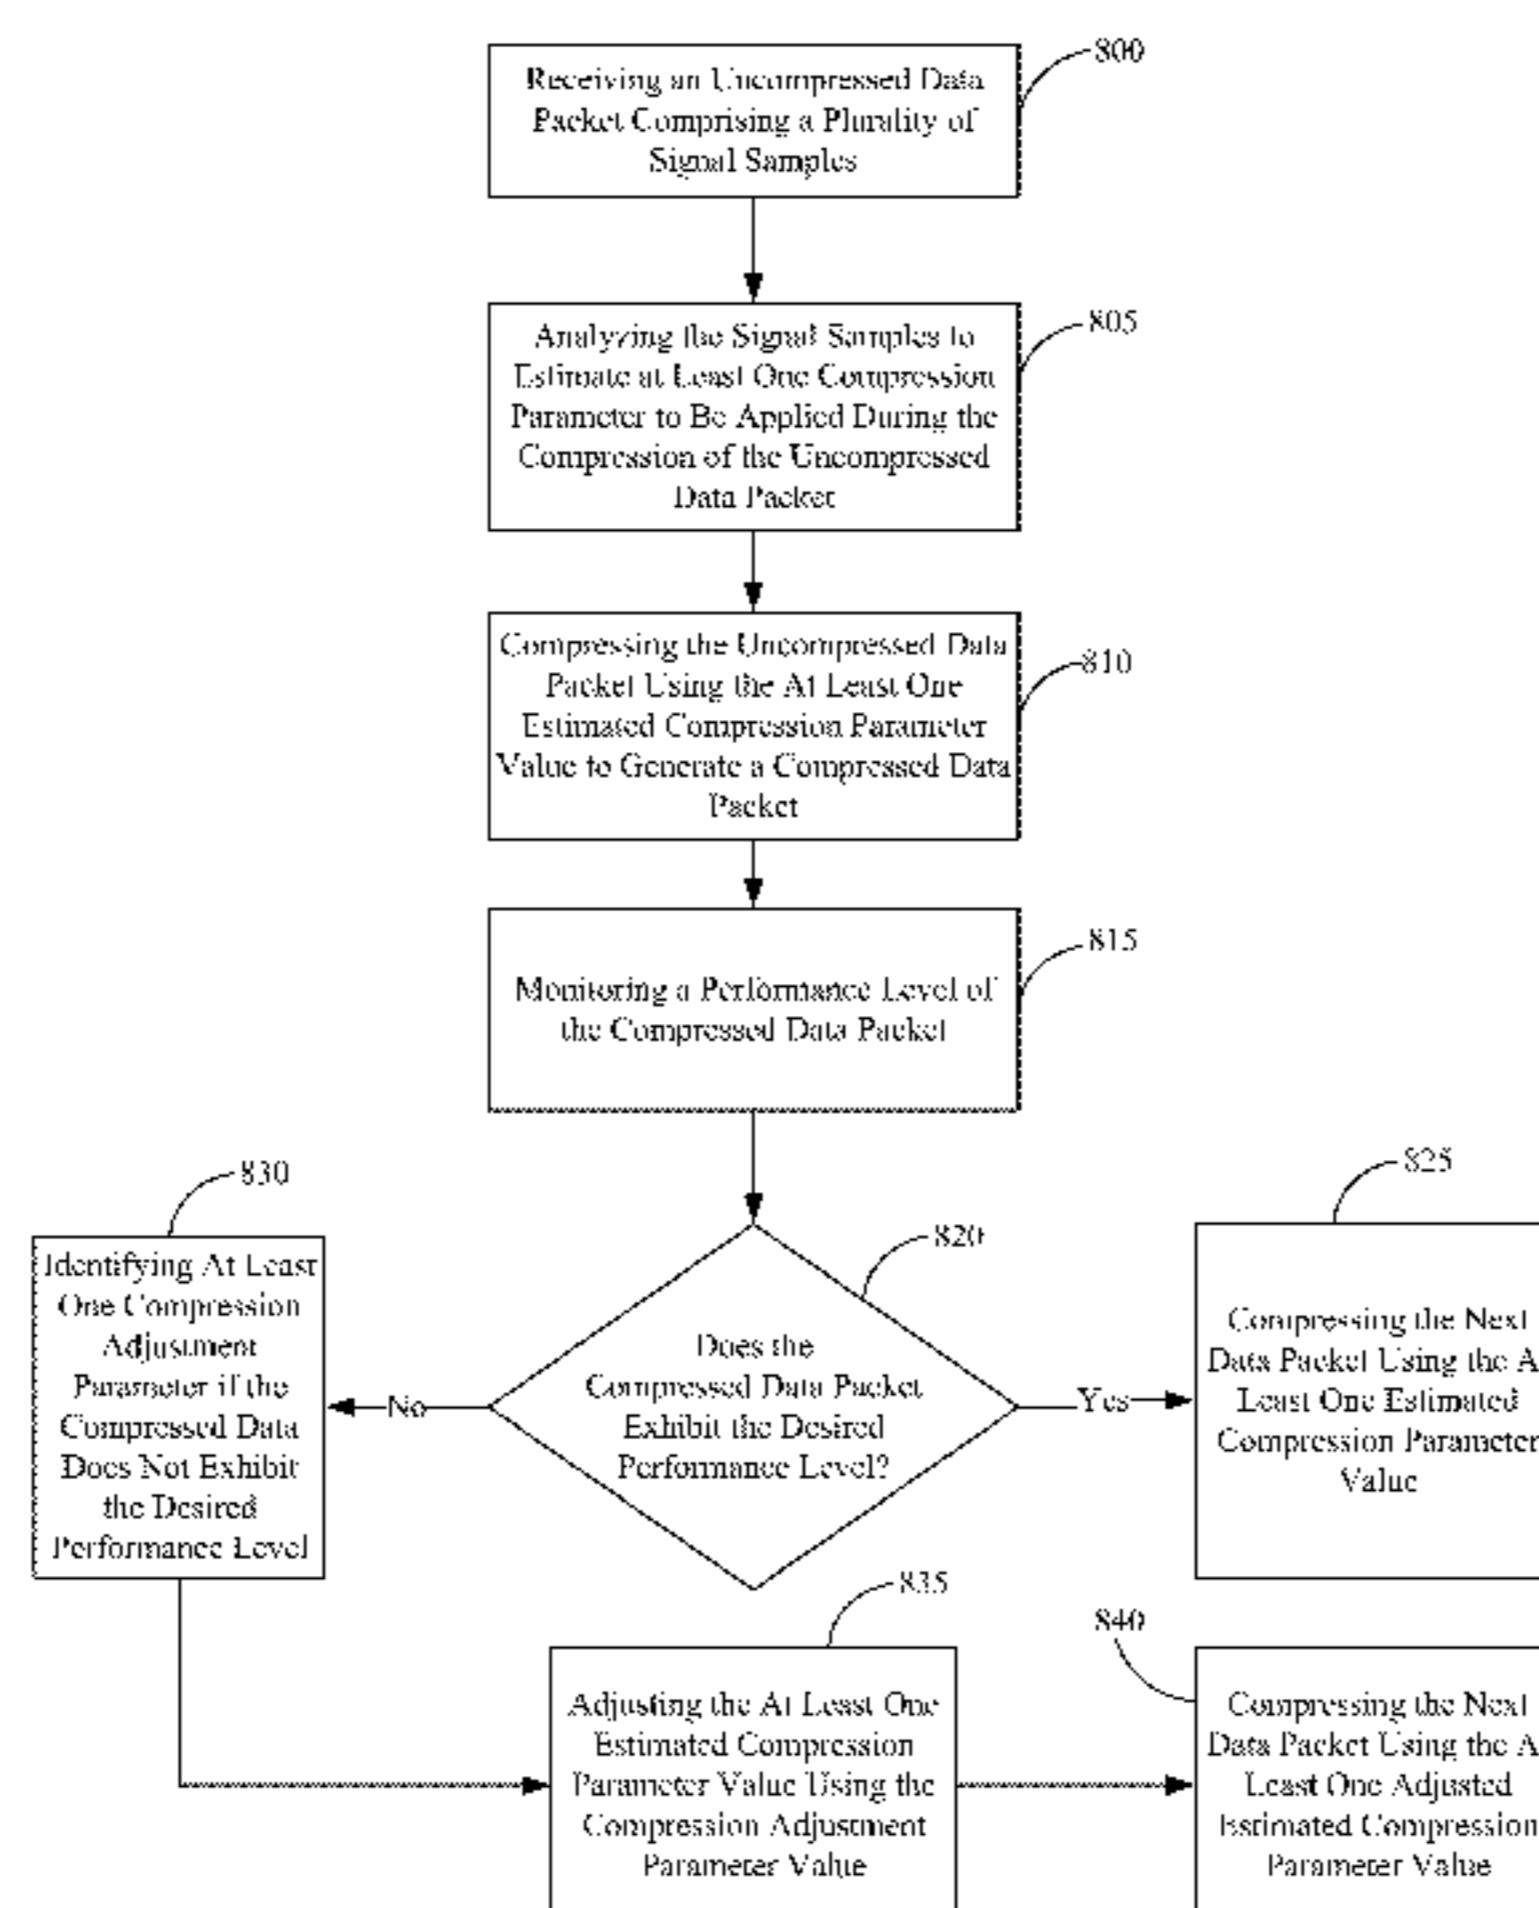 800
Receiving an Uncompressed Data
Packet Comprising a Plurality of
Signal Samples
805
Analyzing the Signal Samples to
Estimate at Least One Compression
Parameter to Be Applied During the
Compression of the Uncompressed
Data Packet
810
Compressing the Uncompressed Data
Packet Using the At Least One
Estimated Compression Parameter
Value to Generate a Compressed Data
Packet
815
Monitoring a Performance Level of
the Compressed Data Packet
820
Does the
Compressed Data Packet
Exhibit the Desired
Performance Level?
Yes
825
Compressing the Next
Data Packet Using the A
Least One Estimated
Compression Parameter
Value
No
830
Identifying At Least
One Compression
Adjustment
Parameter if the
Compressed Data
Does Not Exhibit
the Desired
Performance Level
835
Adjusting the At Least One
Estimated Compression
Parameter Value Using the
Compression Adjustment
Parameter Value
840
Compressing the Next
Data Packet Using the A
Least One Adjusted
Estimated Compression
Parameter Value